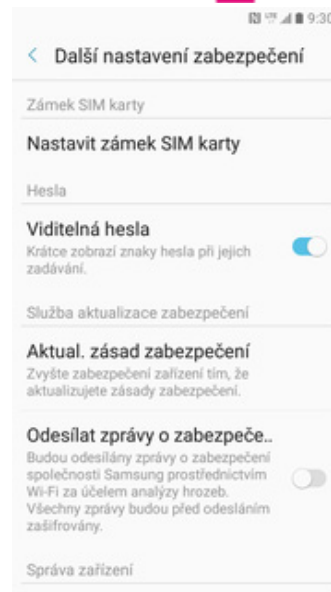 9:30
Další nastavení zabezpečení
Zámek SIM karty
Nastavit zámek SIM karty
Hesla
Viditelná hesla
Krátce zobrazí znaky hesla při jejich
zadávání.
Služba aktualizace zabezpečení
Aktual. zásad zabezpečení
Zvyšte zabezpečení zařízení tím, že
aktualizujete zásady zabezpečení.
Odesílat zprávy o zabezpeče..
Budou odesílány zprávy o zabezpečení
společnosti Samsung prostřednictvím
Wi-Fi za účelem analýzy hrozeb.
Všechny zprávy budou před odesláním
zašifrovány.
Správa zařízení